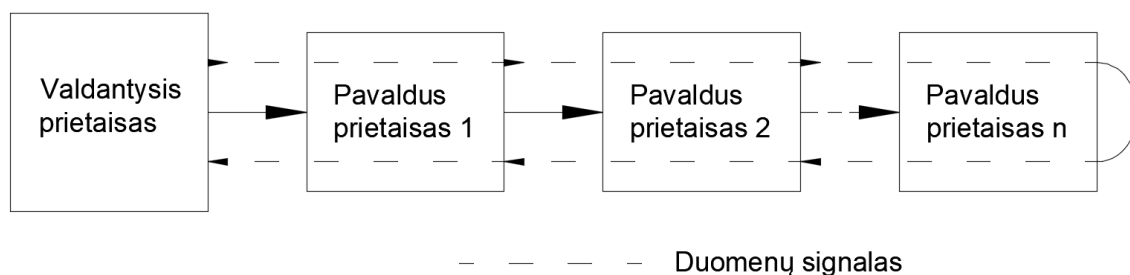 Valdantysis
prietaisas
Pavaldus
prietaisas 1
Pavaldus
prietaisas 2
Pavaldus
prietaisas n
Duomenų signalas